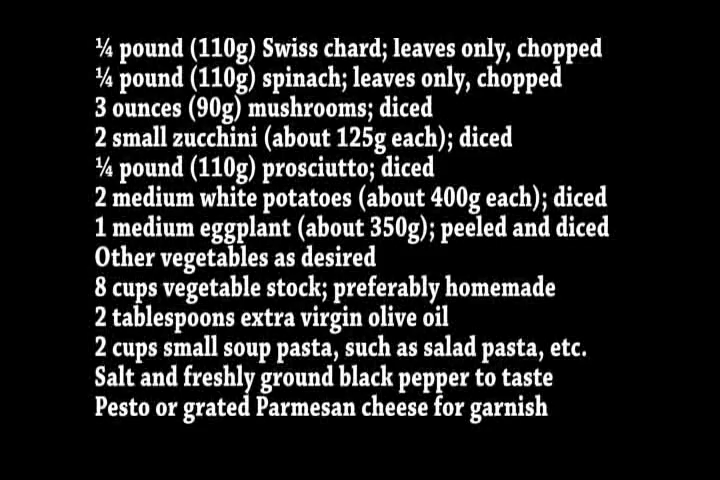 ¼ pound (110g) Swiss chard; leaves only, chopped
¼ pound (110g) spinach; leaves only, chopped
3 ounces (90g) mushrooms; diced
2 small zucchini (about 125g each); diced
¼ pound (110g) prosciutto; diced
2 medium white potatoes (about 400g each); diced
1 medium eggplant (about 350g); peeled and diced
Other vegetables as desired
8 cups vegetable stock; preferably homemade
2 tablespoons extra virgin olive oil
2 cups small soup pasta, such as salad pasta, etc.
Salt and freshly ground black pepper to taste
Pesto or grated Parmesan cheese for garnish